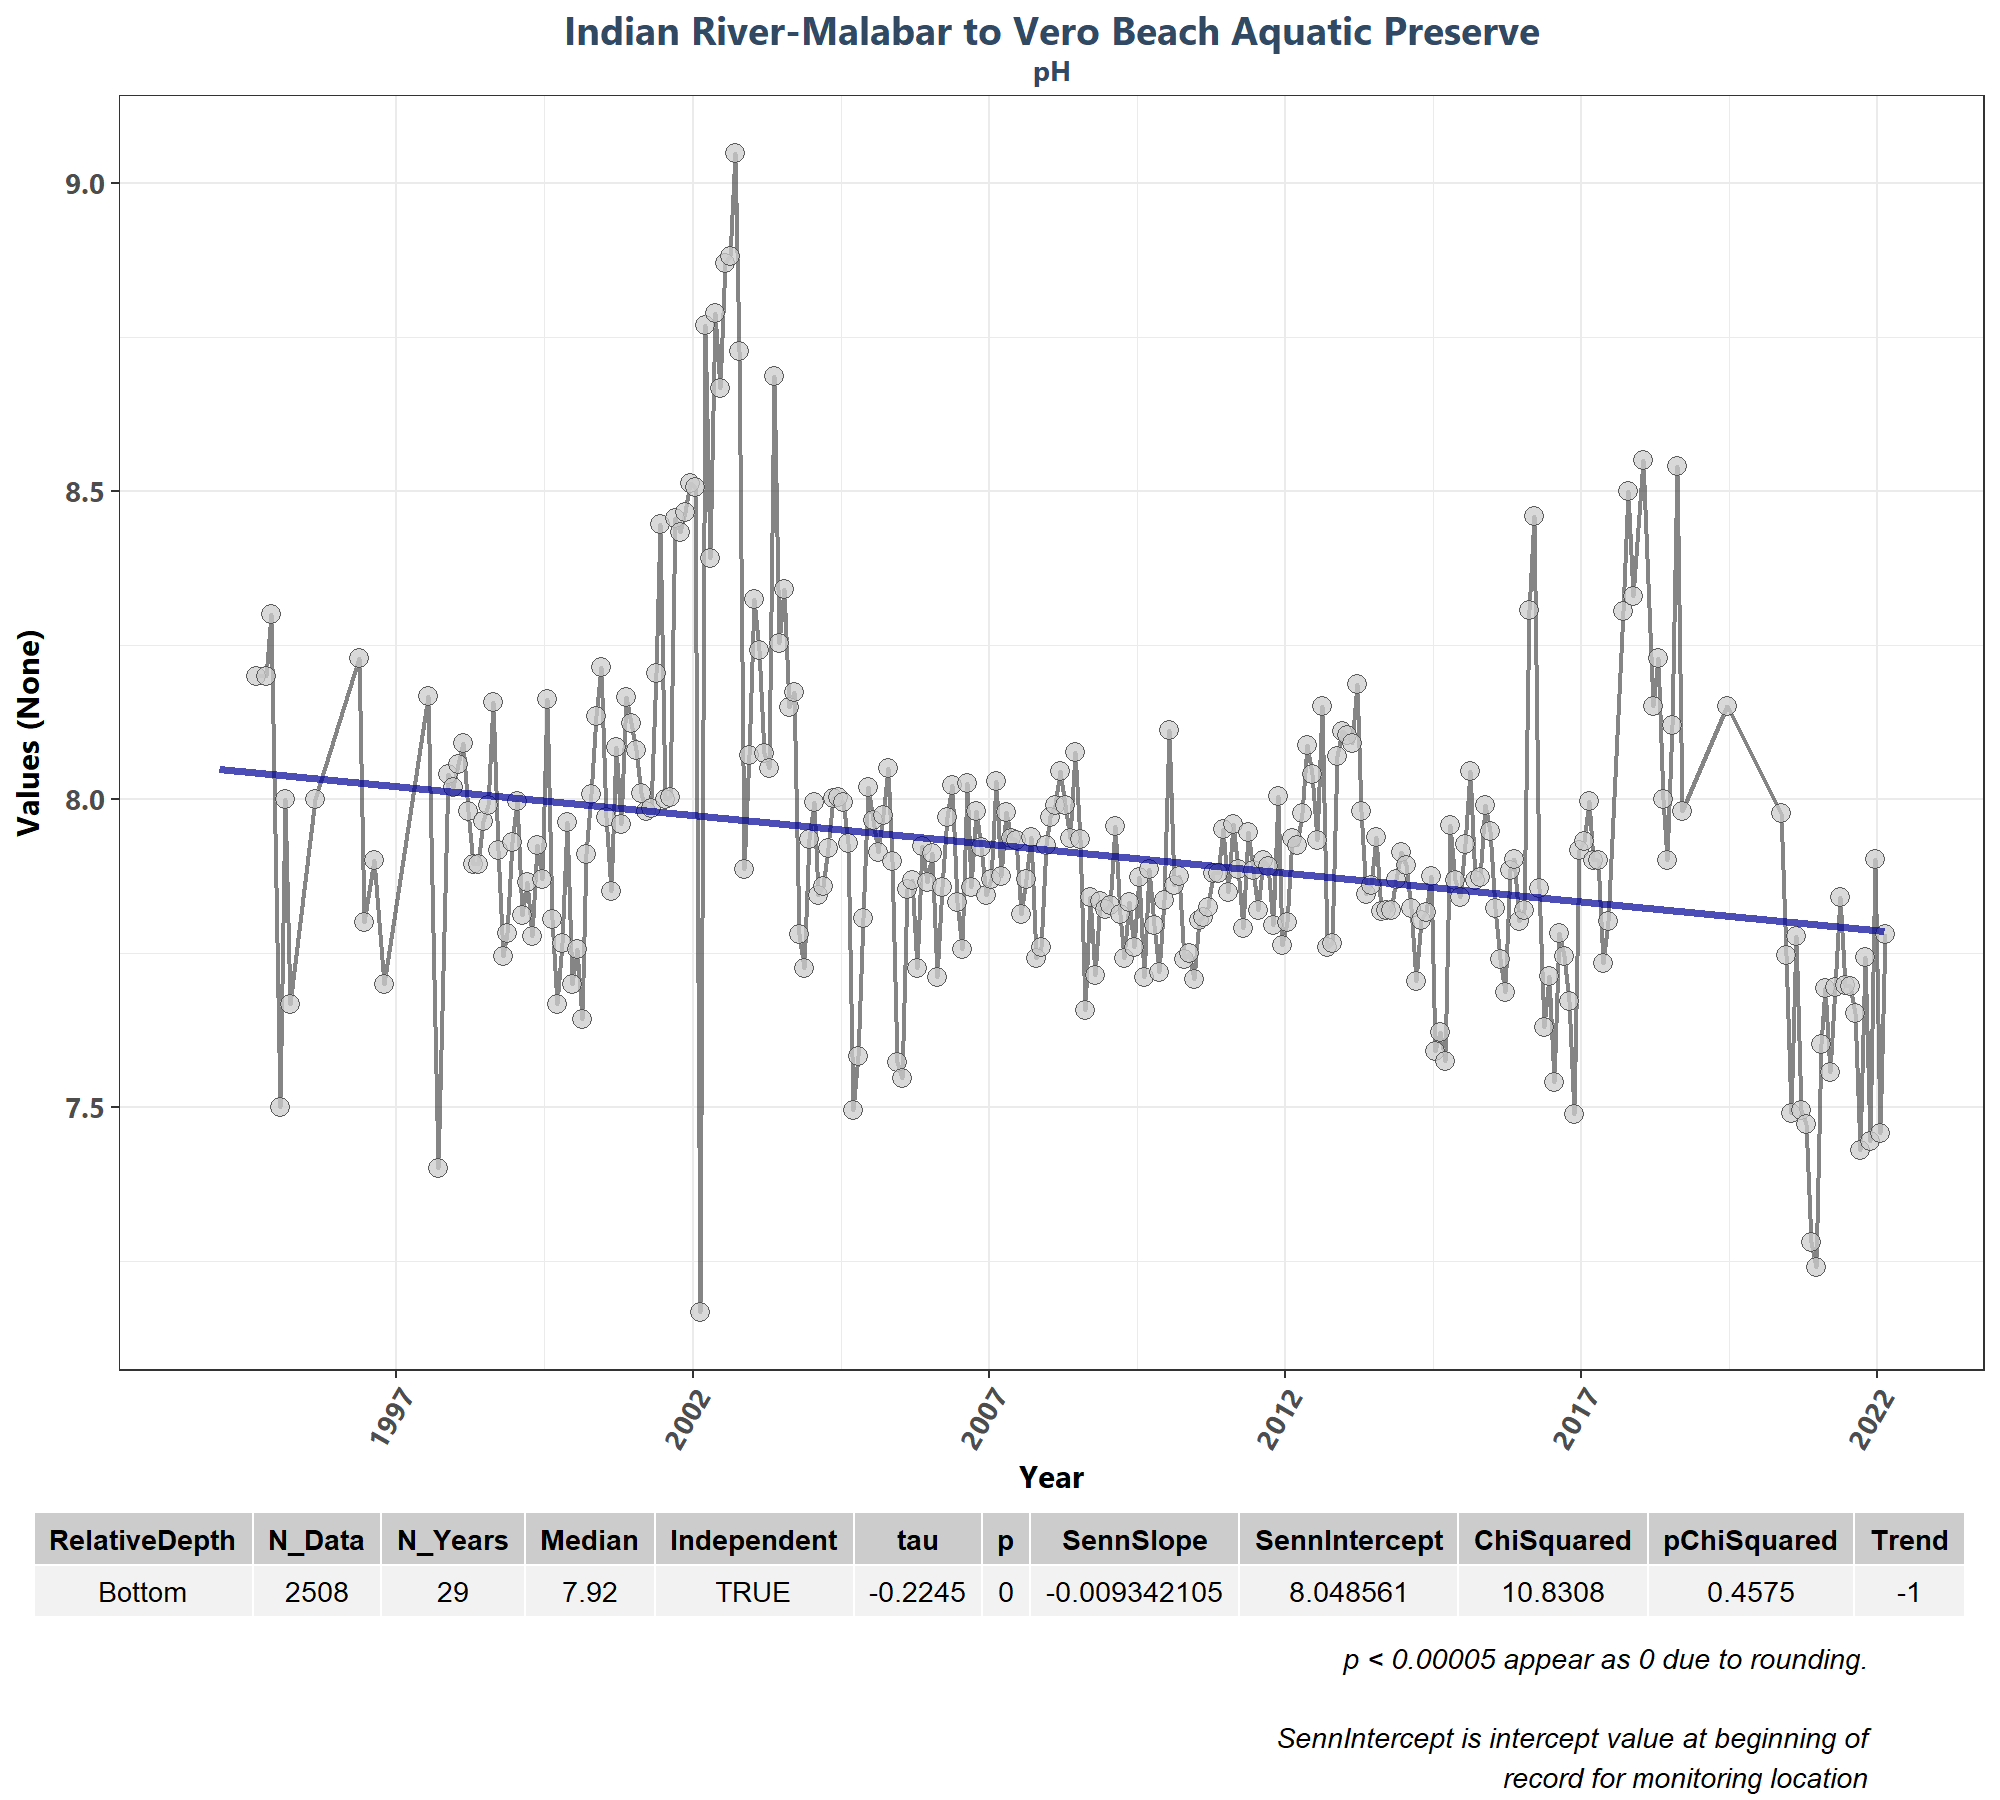 Indian River-Malabar to Vero Beach Aquatic Preserve
pH
Values (None)
9.0
8.5
8.0
7.5
1997 2002 2007 2012 2017 2022
Year
RelativeDepth N_Data N_Years Median Independent tau p SennSlope SennIntercept ChiSquared pChiSquared Trend
Bottom 2508 29 7.92 TRUE -0.2245 0 -0.009342105 8.048561 10.8308 0.4575 -1
p < 0.00005 appear as 0 due to rounding.
SennIntercept is intercept value at beginning of
record for monitoring location